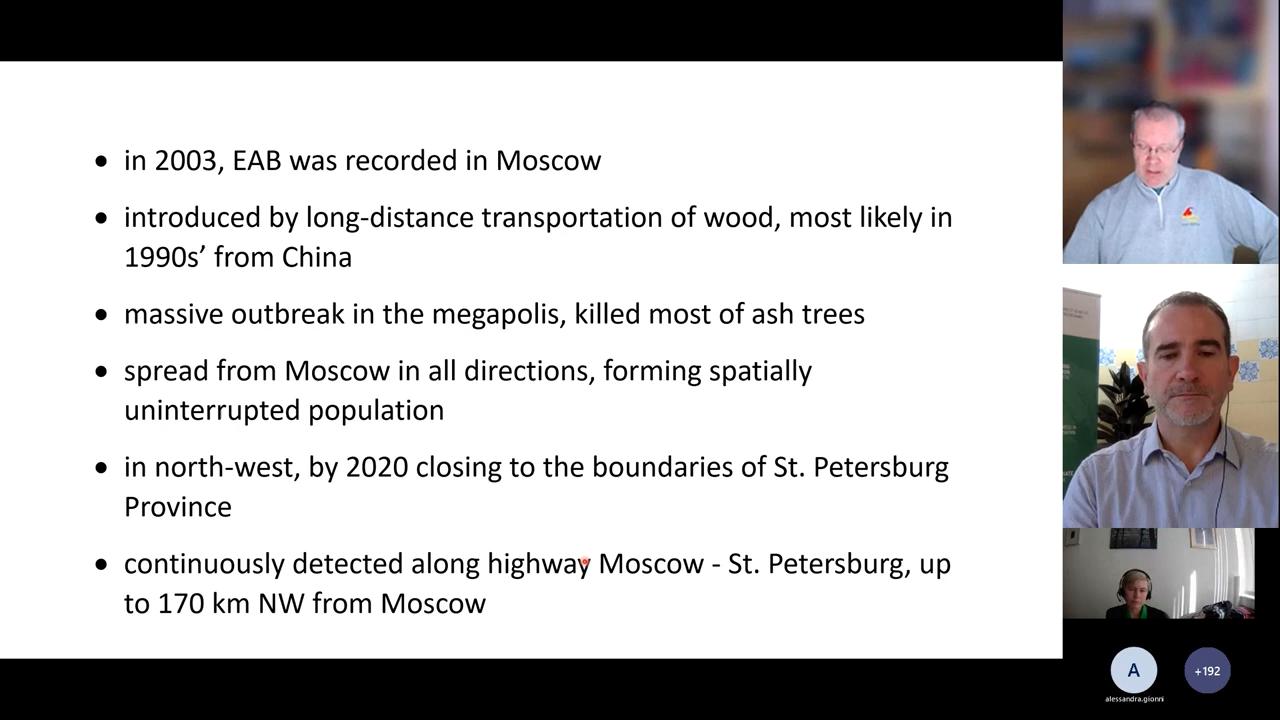 • in 2003, EAB was recorded in Moscow
• introduced by long-distance transportation of wood, most likely in
1990s’ from China
• massive outbreak in the megapolis, killed most of ash trees
• spread from Moscow in all directions, forming spatially
uninterrupted population
• in north-west, by 2020 closing to the boundaries of St. Petersburg
Province
• continuously detected along highway Moscow - St. Petersburg, up
to 170 km NW from Moscow
A
+192
alessandra.gionni